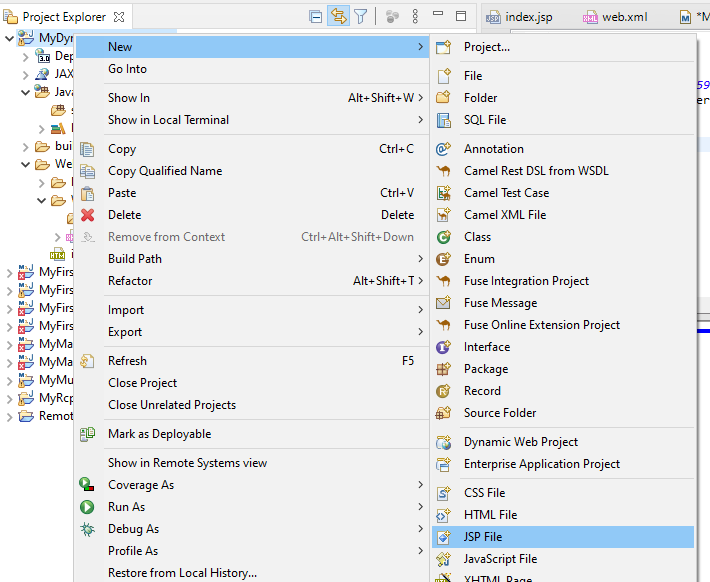 Project Explorer
index.jsp
web.xml
MyDyn
New
Project...
Dep
Go Into
JAX
File
59
Java
Show In Alt+Shift+W
Folder
Show in Local Terminal
SQL File
Copy Ctrl+C
Annotation
bui
Copy Qualified Name
Camel Rest DSL from WSDL
We
Paste Ctrl+V
Camel Test Case
Delete Delete
Camel XML File
Remove from Context Ctrl+Alt+Shift+Down
Class
Build Path
Enum
MyFirs
Refactor Alt+Shift+T
Fuse Integration Project
MyFirs
Fuse Message
Import
MyFirs
Export
Fuse Online Extension Project
MyFirs
Interface
MyMa
Refresh F5
Package
MyMa
Close Project
Record
MyMu
Close Unrelated Projects
Source Folder
MyRcp
Remot
Mark as Deployable
Dynamic Web Project
Show in Remote Systems view
Enterprise Application Project
Coverage As
CSS File
Run As
HTML File
Debug As
JSP File
Profile As
JavaScript File
Restore from Local History...
XHTML Page